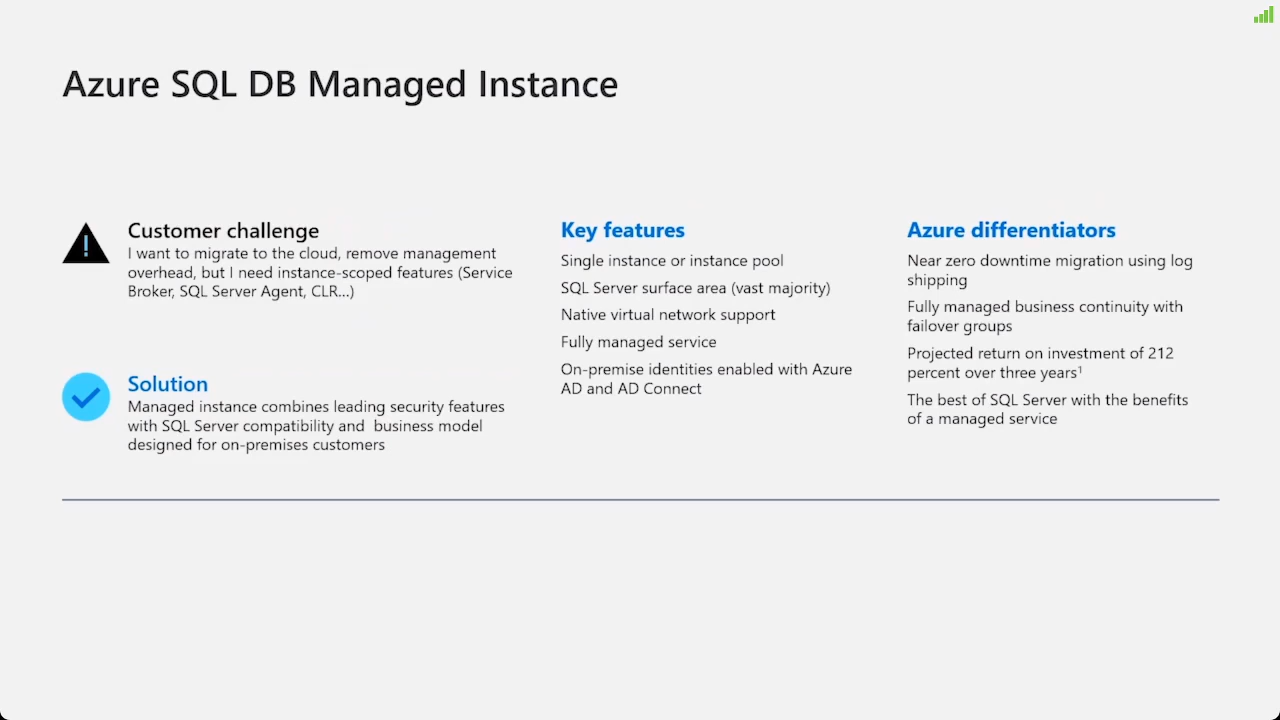 Azure SQL DB Managed Instance
Customer challenge
I want to migrate to the cloud, remove management
overhead, but I need instance-scoped features (Service
Broker, SQL Server Agent, CLR...)
Solution
Managed instance combines leading security features
with SQL Server compatibility and  business model
designed for on-premises customers
Key features
Single instance or instance pool
SQL Server surface area (vast majority)
Native virtual network support
Fully managed service
On-premise identities enabled with Azure
AD and AD Connect
Azure differentiators
Near zero downtime migration using log
shipping
Fully managed business continuity with
failover groups
Projected return on investment of 212
percent over three years¹
The best of SQL Server with the benefits
of a managed service